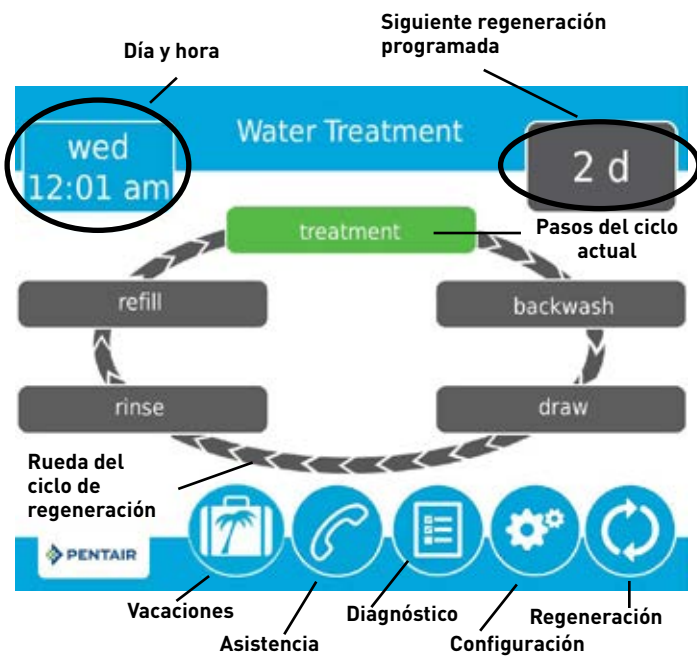 Siguiente regeneración
programada
Día y hora
wed
12:01 am
Water Treatment
2 d
treatment
Pasos del ciclo
actual
refill
backwash
rinse
draw
Rueda del
ciclo de
regeneración
PENTAIR
Vacaciones
Asistencia
Diagnóstico
Configuración
Regeneración